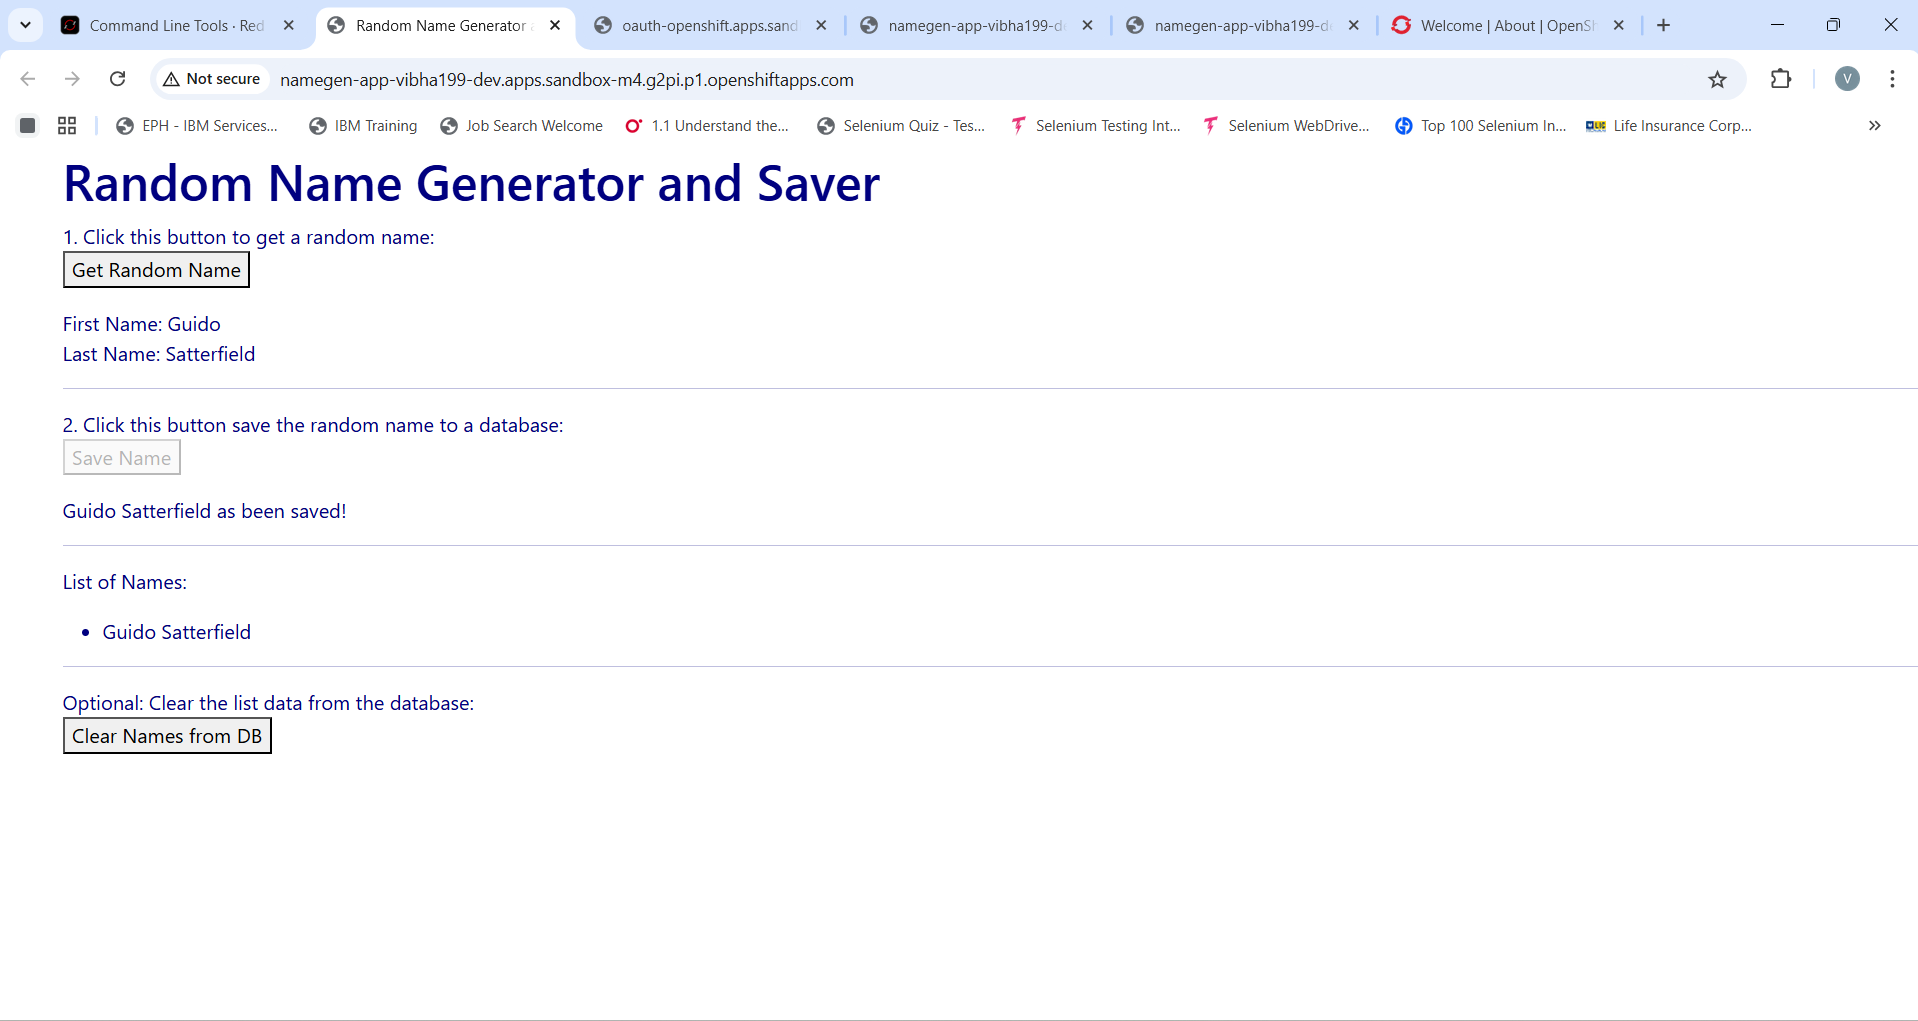 Command Line Tools · Red
Random Name Generator a
oauth-openshift.apps.sand
namegen-app-vibha199-de
namegen-app-vibha199-de
Welcome | About | OpenSh
Not secure
namegen-app-vibha199-dev.apps.sandbox-m4.g2pi.p1.openshiftapps.com
V
EPH - IBM Services...
IBM Training
Job Search Welcome
1.1 Understand the...
Selenium Quiz - Tes...
Selenium Testing Int...
Selenium WebDrive...
Top 100 Selenium In...
LIC
Life Insurance Corp...
Random Name Generator and Saver
1. Click this button to get a random name:
Get Random Name
First Name: Guido
Last Name: Satterfield
2. Click this button save the random name to a database:
Save Name
Guido Satterfield as been saved!
List of Names:
• Guido Satterfield
Optional: Clear the list data from the database:
Clear Names from DB